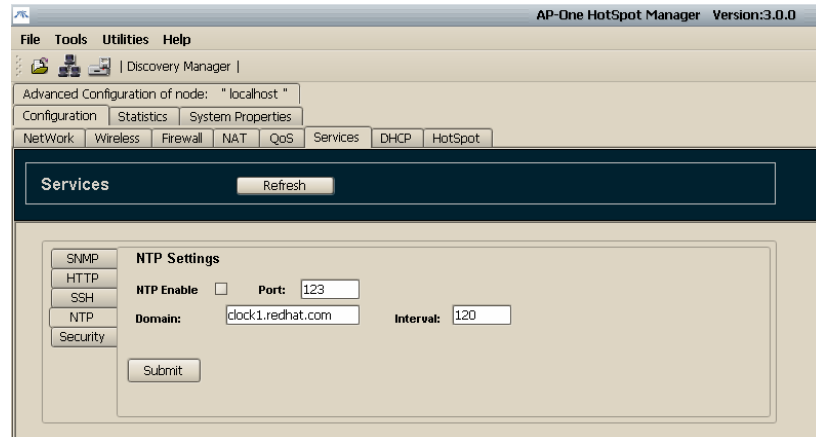 AP-One HotSpot Manager Version:3.0.0
File Tools Utilities Help
| Discovery Manager |
Advanced Configuration of node: " localhost "
Configuration Statistics System Properties
NetWork Wireless Firewall NAT QoS Services DHCP HotSpot
Services Refresh
SNMP
HTTP
SSH
NTP
Security
NTP Settings
NTP Enable Port: 123
Domain: clock1.redhat.com Interval: 120
Submit